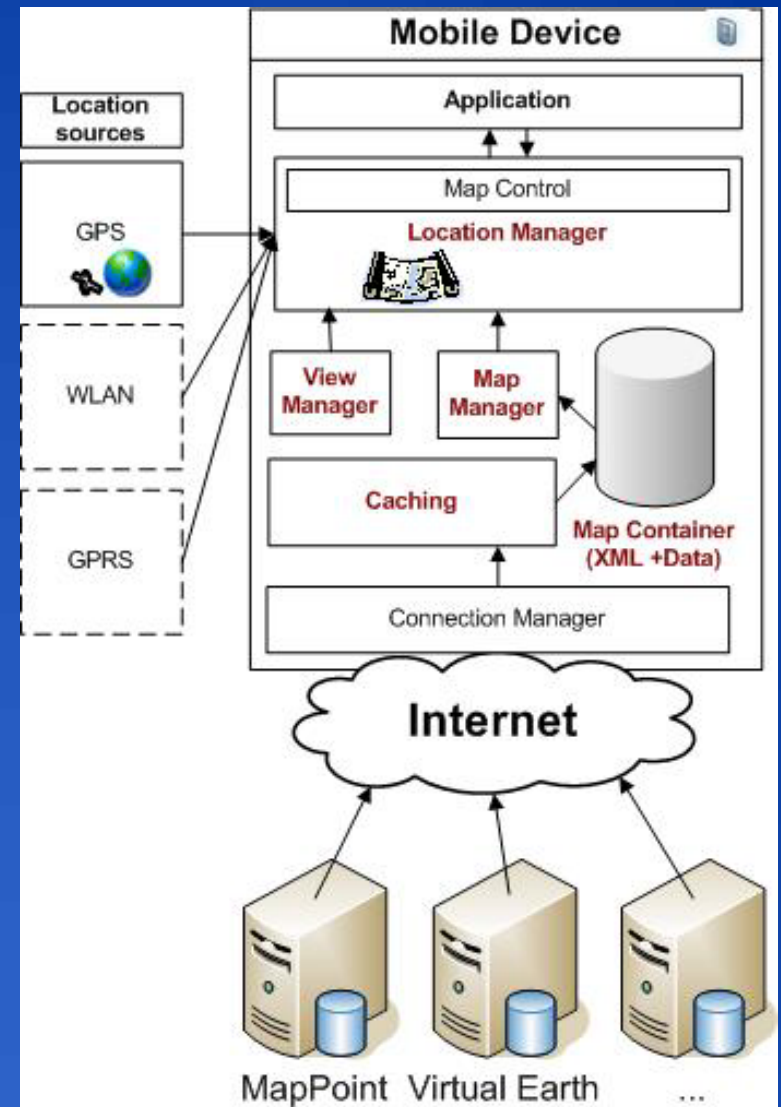 Mobile Device
Location
sources
Application
Map Control
Location Manager
GPS
WLAN
GPRS
View
Manager
Map
Manager
Caching
Map Container
(XML +Data)
Connection Manager
Internet
MapPoint
Virtual Earth
...